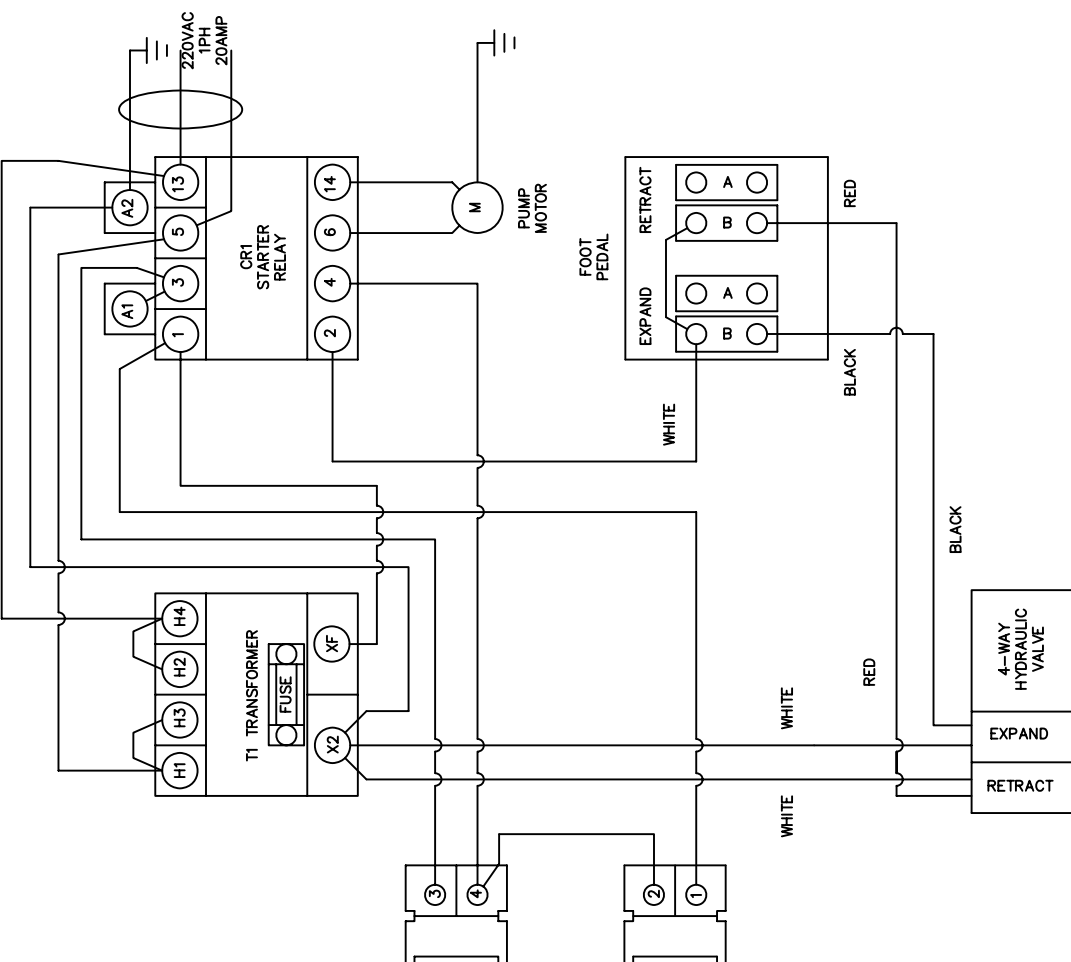 220VAC
1PH
20AMP
13
A2
5
3
A1
1
CR1
STARTER
RELAY
14
6
4
2
M
PUMP
MOTOR
FOOT
PEDAL
RETRACT
EXPAND
A
B
A
B
RED
BLACK
WHITE
BLACK
RED
WHITE
WHITE
H4
H2
H3
H1
T1 TRANSFORMER
FUSE
XF
X2
4-WAY
HYDRAULIC
VALVE
EXPAND
RETRACT
3
4
2
1